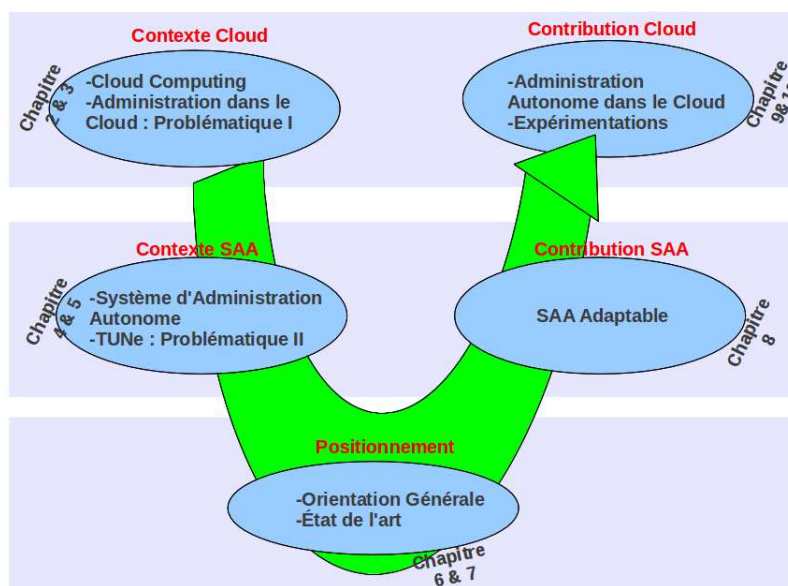 Contexte Cloud
Chapitre
2 & 3
-Cloud Computing
-Administration dans le
Cloud : Problématique I
Contribution Cloud
-Administration
Autonome dans le Cloud
-Expérimentations
Chapitre
Contexte SAA
Chapitre
4 & 5
-Système d'Administration
Autonome
-TUNe : Problématique II
Contribution SAA
SAA Adaptable
Chapitre
8
Positionnement
-Orientation Générale
-État de l'art
Chapitre
6 & 7